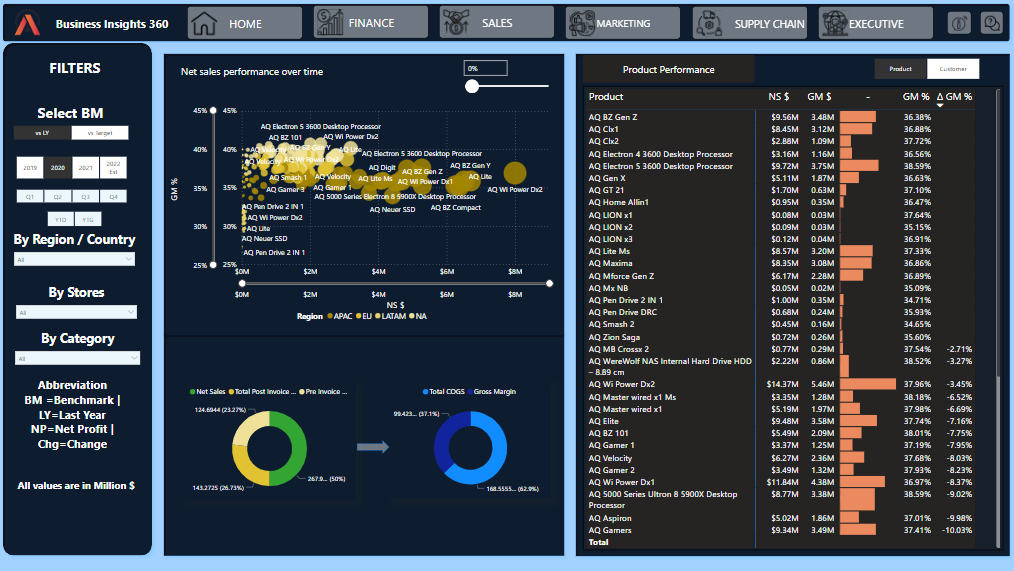 Business Insights 360
HOME
FINANCE
SALES
MARKETING
SUPPLY CHAIN
EXECUTIVE
FILTERS
Select BM
vs LY
vs Target
2019
2020
2021
2022
Est
Q1
Q2
Q3
Q4
YTD
YTG
By Region / Country
All
By Stores
All
By Category
All
Abbreviation
BM =Benchmark |
LY=Last Year
NP=Net Profit |
Chg=Change
All values are in Million $
Net sales performance over time
0%
45%
40%
35%
30%
25%
45%
40%
35%
30%
25%
GM %
AQ Electron 5 3600 Desktop Processor
AQ BZ 101
AQ Wi Power Dx2
AQ Velocity
AQ BZ Gen Y
AQ Lite
AQ Electron 5 3600 Desktop Processor
AQ Velocity
AQ Wi Power Dx2
AQ Digit
AQ BZ Gen Z
AQ BZ Gen Y
AQ Smash 1
AQ Velocity
AQ Lite Ms
AQ Wi Power Dx1
AQ Lite
AQ Gamer 3
AQ Gamer 1
AQ Wi Power Dx2
AQ 5000 Series Electron 8 5900X Desktop Processor
AQ Pen Drive 2 IN 1
AQ Neuer SSD
AQ BZ Compact
AQ Wi Power Dx2
AQ Lite
AQ Neuer SSD
AQ Pen Drive 2 IN 1
$0M $2M $4M $6M $8M
$0M $2M $4M $6M $8M
NS $
Region APAC EU LATAM NA
Net Sales Total Post Invoice ... Pre Invoice ...
124.6944 (23.27%)
143.2725 (26.73%)
267.9... (50%)
Total COGS Gross Margin
99.423... (37.1%)
168.5555... (62.9%)
Product Performance
Product
Customer
Product NS $ GM $ - GM % Δ GM %
AQ BZ Gen Z $9.56M 3.48M 36.38%
AQ Clx1 $8.45M 3.12M 36.88%
AQ Clx2 $2.88M 1.09M 37.72%
AQ Electron 4 3600 Desktop Processor $3.16M 1.16M 36.56%
AQ Electron 5 3600 Desktop Processor $9.72M 3.75M 38.59%
AQ Gen X $5.11M 1.87M 36.63%
AQ GT 21 $1.70M 0.63M 37.10%
AQ Home Allin1 $0.95M 0.35M 36.47%
AQ LION x1 $0.08M 0.03M 37.64%
AQ LION x2 $0.09M 0.03M 35.15%
AQ LION x3 $0.12M 0.04M 36.91%
AQ Lite Ms $8.57M 3.20M 37.33%
AQ Maxima $8.35M 3.08M 36.86%
AQ Mforce Gen Z $6.17M 2.28M 36.89%
AQ Mx NB $0.05M 0.02M 35.09%
AQ Pen Drive 2 IN 1 $1.00M 0.35M 34.71%
AQ Pen Drive DRC $0.68M 0.24M 35.93%
AQ Smash 2 $0.45M 0.16M 34.65%
AQ Zion Saga $0.72M 0.26M 35.60%
AQ MB Crossx 2 $0.77M 0.29M 37.54% -2.71%
AQ WereWolf NAS Internal Hard Drive HDD $2.22M 0.86M 38.52% -3.27%
– 8.89 cm
AQ Wi Power Dx2 $14.37M 5.46M 37.96% -3.45%
AQ Master wired x1 Ms $3.35M 1.28M 38.18% -6.52%
AQ Master wired x1 $5.19M 1.97M 37.98% -6.69%
AQ Elite $9.48M 3.58M 37.74% -7.16%
AQ BZ 101 $5.49M 2.09M 38.01% -7.75%
AQ Gamer 1 $3.37M 1.25M 37.19% -7.95%
AQ Velocity $6.27M 2.36M 37.68% -8.03%
AQ Gamer 2 $3.49M 1.32M 37.93% -8.23%
AQ Wi Power Dx1 $11.84M 4.38M 36.97% -8.37%
AQ 5000 Series Ultron 8 5900X Desktop $8.77M 3.38M 38.59% -9.02%
Processor
AQ Aspiron $5.02M 1.86M 37.01% -9.98%
AQ Gamers $9.34M 3.49M 37.41% -10.03%
Total